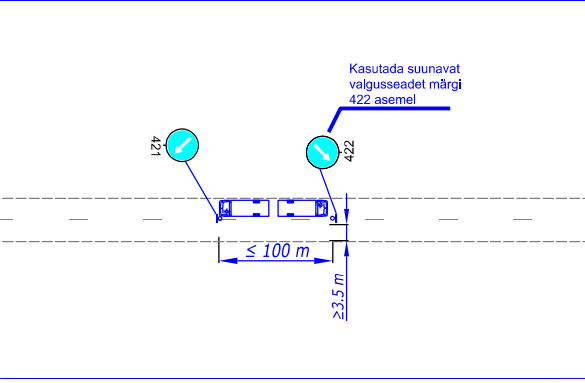 Kasutada suunavat
valgusseadet märgi
422 asemel
421
422
≤ 100 m
≥3.5 m